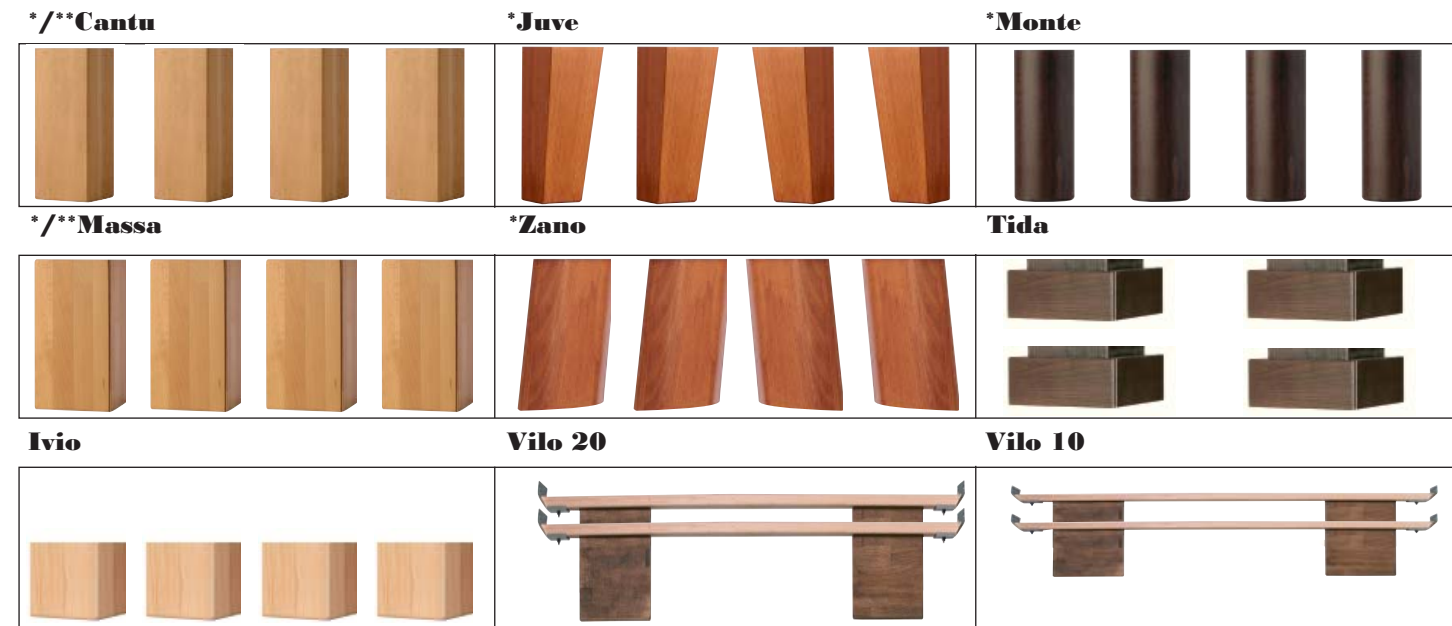 */**Cantu
*Juve
*Monte
*/**Massa
*Zano
Tida
Ivio
Vilo 20
Vilo 10